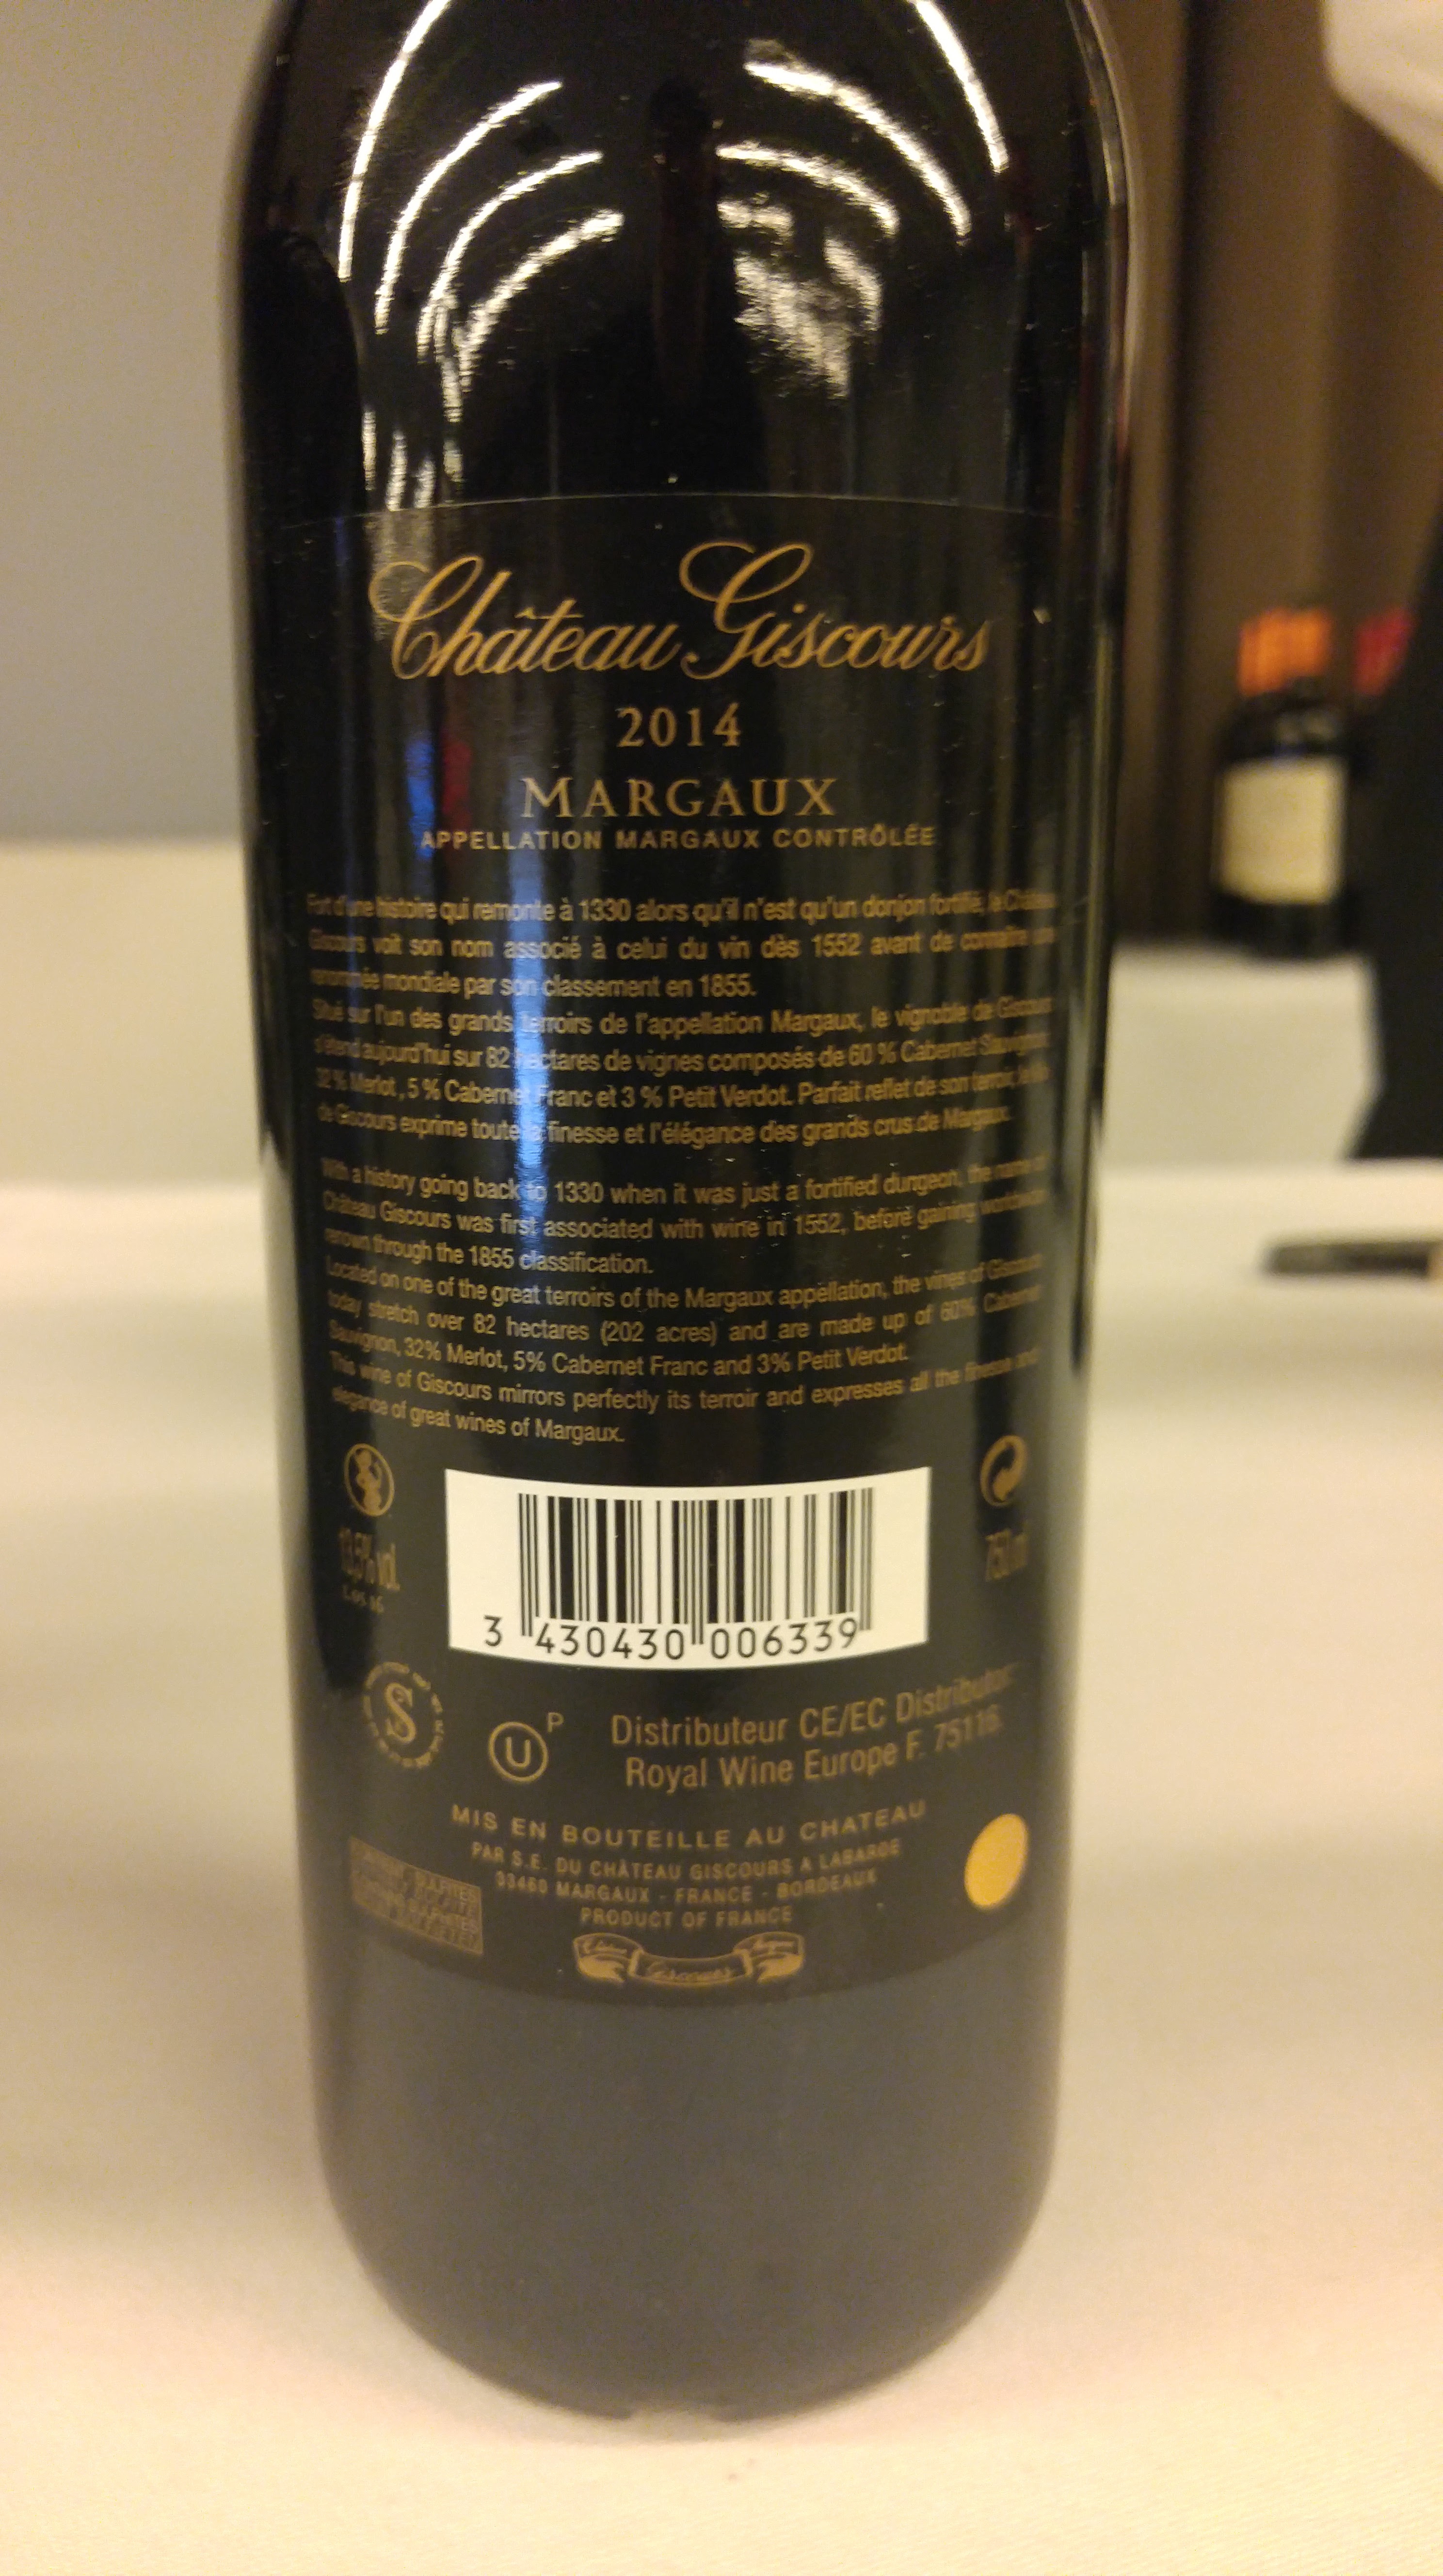 Château Giscours
2014
MARGAUX
APPELLATION MARGAUX CONTRÔLÉE
Fort d'une histoire qui remonte à 1330 alors qu'il n'est qu'un donjon fortifié, le Château
Giscours voit son nom associé à celui du vin dès 1552 avant de connaître une
renommée mondiale par son classement en 1855.
Situé sur l'un des grands terroirs de l'appellation Margaux, le vignoble de Giscours
s'étend aujourd'hui sur 82 hectares de vignes composés de 60 % Cabernet Sauvignon,
32 % Merlot, 5 % Cabernet Franc et 3 % Petit Verdot. Parfait reflet de son terroir, le vin
de Giscours exprime toute la finesse et l'élégance des grands crus de Margaux.
With a history going back to 1330 when it was just a fortified dungeon, the name of
Château Giscours was first associated with wine in 1552, before gaining worldwide
renown through the 1855 classification.
Located on one of the great terroirs of the Margaux appellation, the vines of Giscours
today stretch over 82 hectares (202 acres) and are made up of 60% Cabernet
Sauvignon, 32% Merlot, 5% Cabernet Franc and 3% Petit Verdot.
This wine of Giscours mirrors perfectly its terroir and expresses all the finesse and
elegance of great wines of Margaux.
13,5% vol.
750 ml
3 430430 006339
S
U P
Distributeur CE/EC Distributor:
Royal Wine Europe F. 75116
MIS EN BOUTEILLE AU CHATEAU
PAR S.E. DU CHÂTEAU GISCOURS A LABARDE
33460 MARGAUX - FRANCE - BORDEAUX
PRODUCT OF FRANCE
Giscours